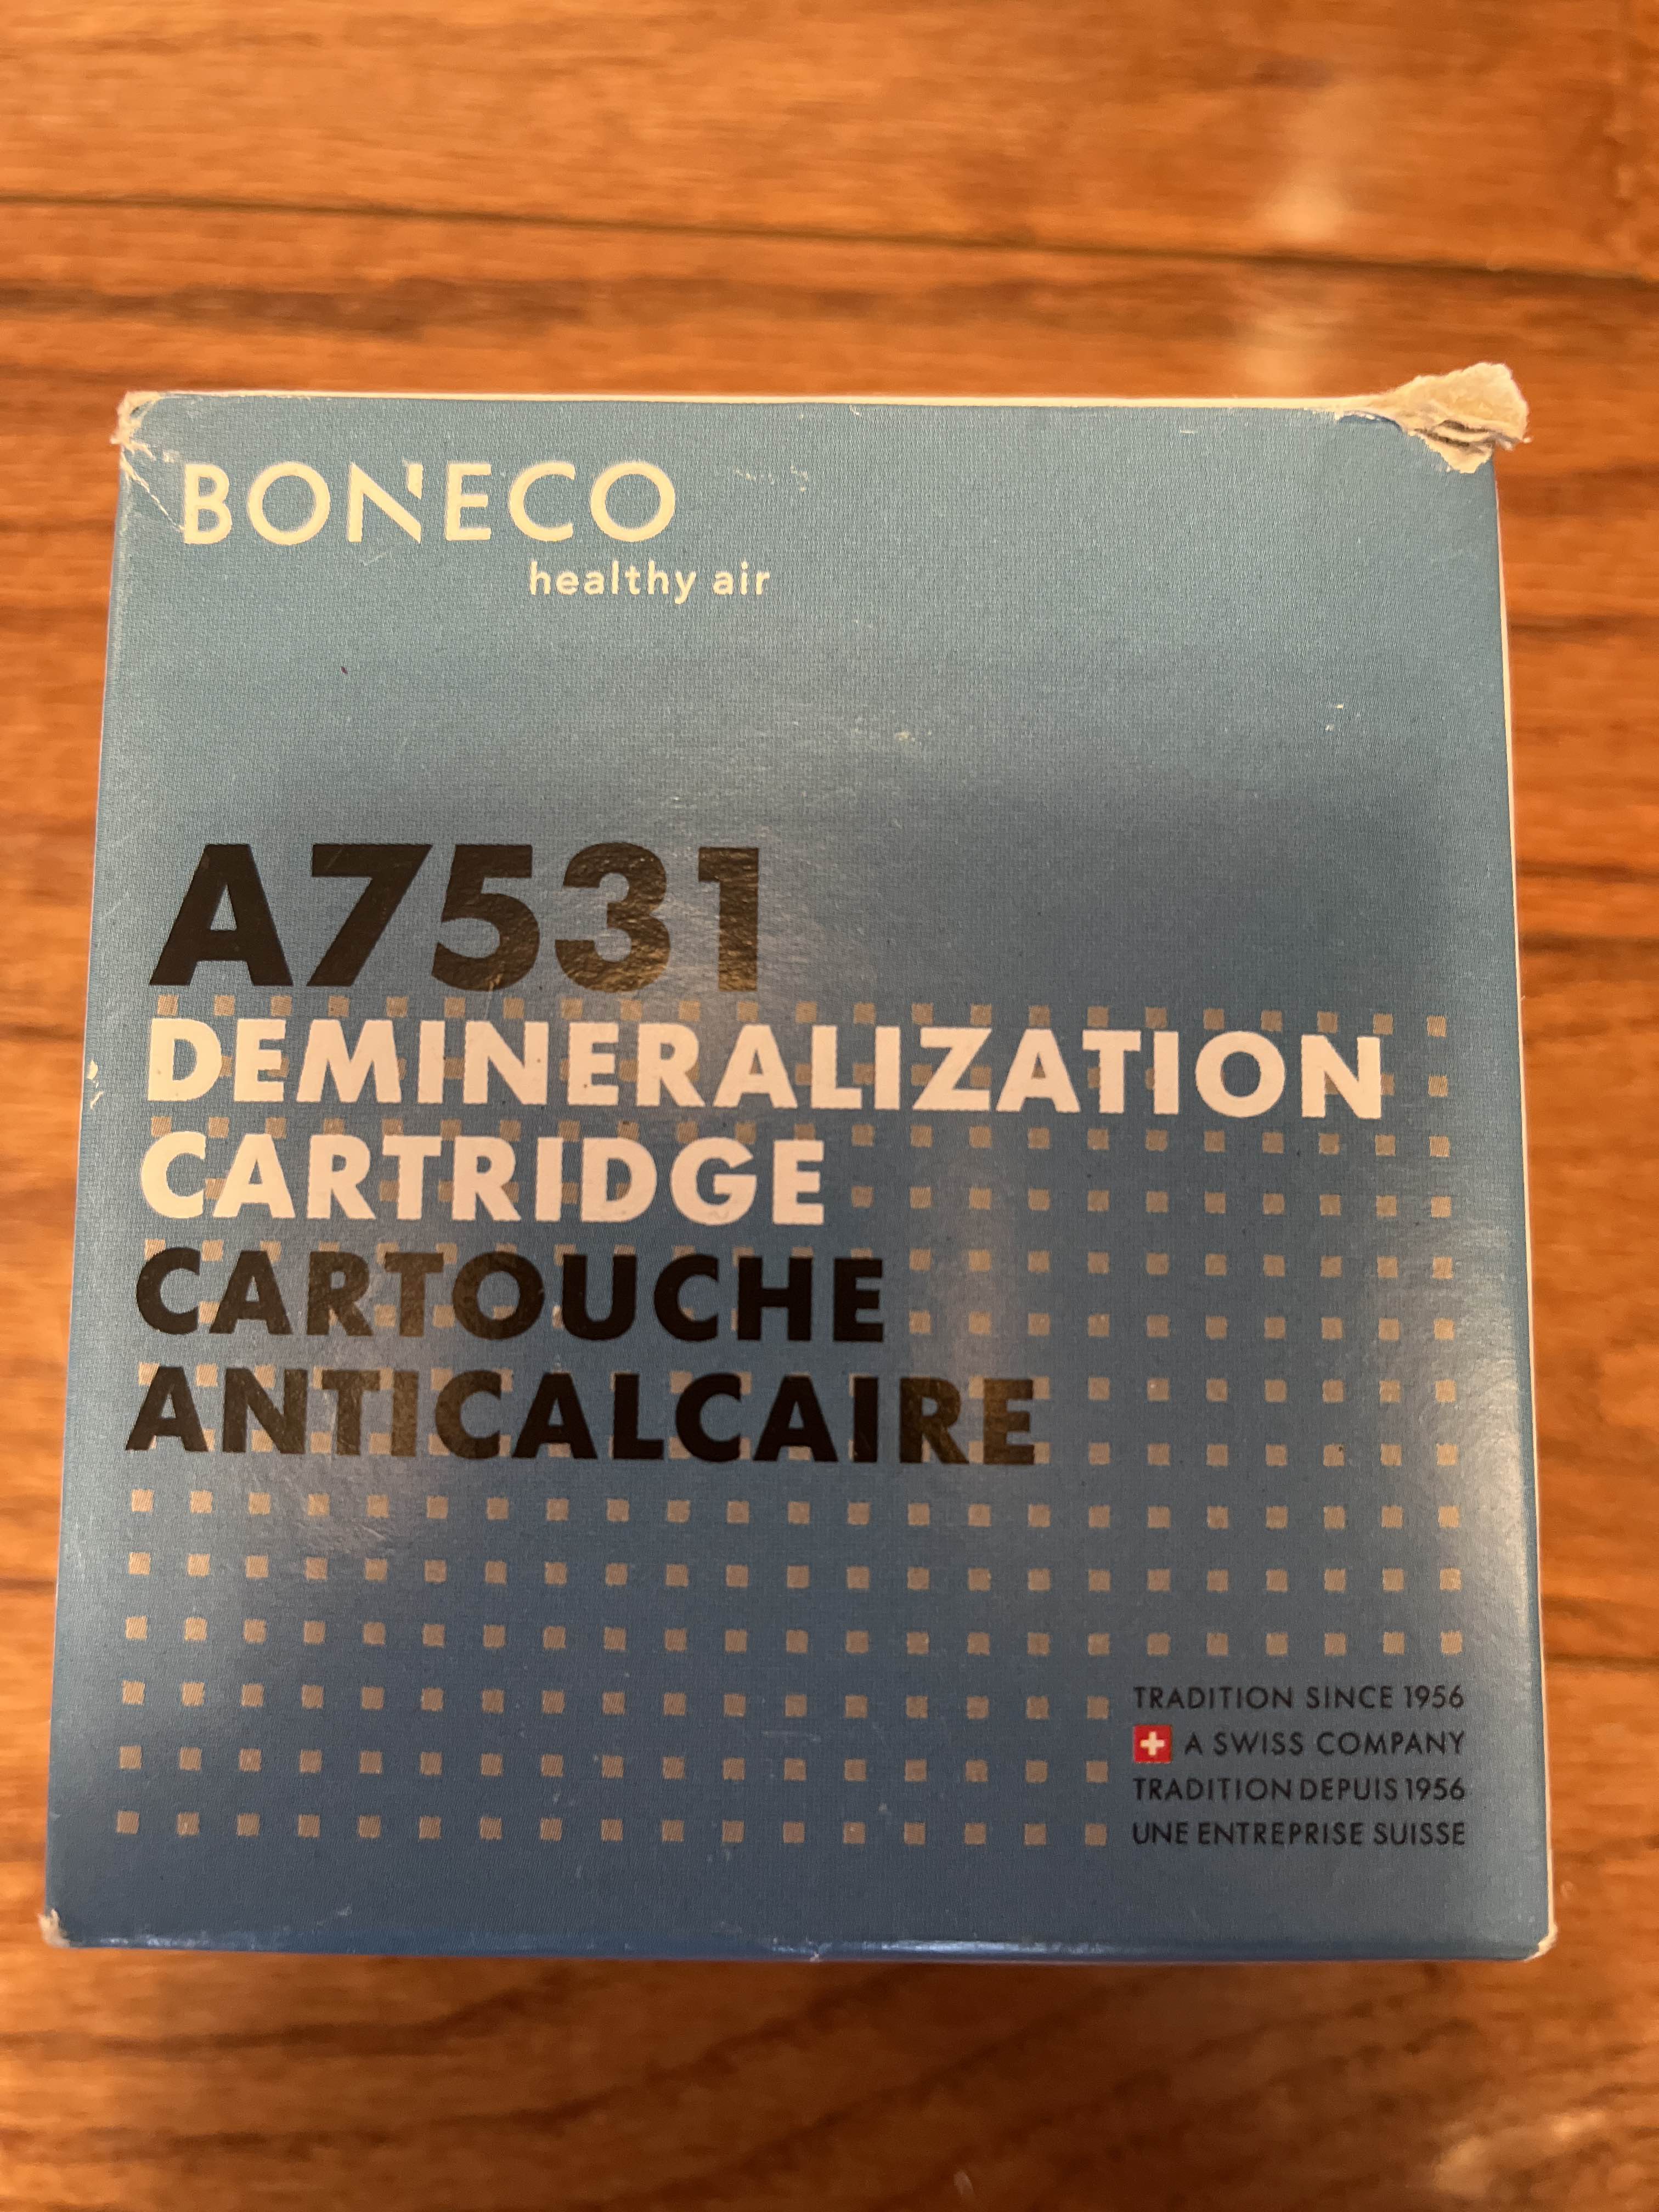 BONECO
healthy air
A7531
DEMINERALIZATION
CARTRIDGE
CARTOUCHE
ANTICALCAIRE
TRADITION SINCE 1956
A SWISS COMPANY
TRADITION DEPUIS 1956
UNE ENTREPRISE SUISSE